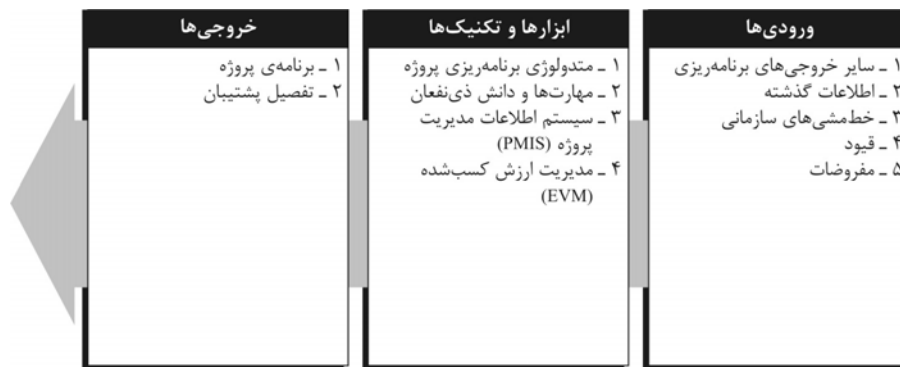 ورودی‌ها
۱ ـ سایر خروجی‌های برنامه‌ریزی
۲ ـ اطلاعات گذشته
۳ ـ خط‌مشی‌های سازمانی
۴ ـ قیود
۵ ـ مفروضات
ابزارها و تکنیک‌ها
۱ ـ متدولوژی برنامه‌ریزی پروژه
۲ ـ مهارت‌ها و دانش ذی‌نفعان
۳ ـ سیستم اطلاعات مدیریت
پروژه (PMIS)
۴ ـ مدیریت ارزش کسب‌شده
(EVM)
خروجی‌ها
۱ ـ برنامه‌ی پروژه
۲ ـ تفصیل پشتیبان